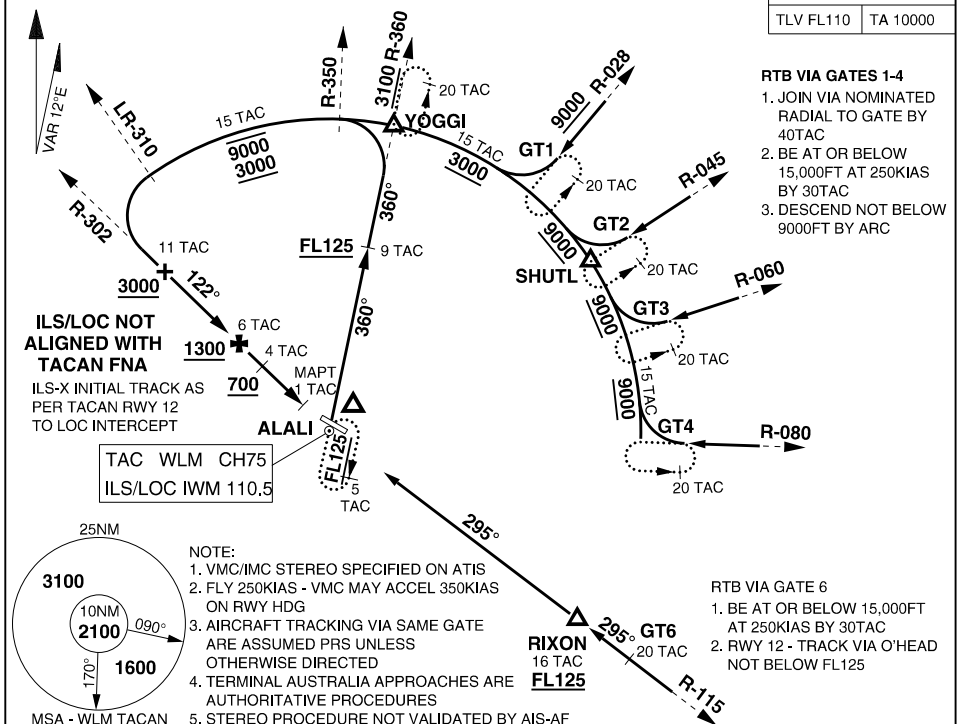 TLV FL110 TA 10000
VAR 12°E
LR-310
R-302
15 TAC
9000
3000
R-350
3100 R-360
20 TAC
YOGGI
15 TAC
3000
GT1
9000 R-028
20 TAC
GT2
R-045
20 TAC
9000
SHUTL
9000
GT3
R-060
20 TAC
15 TAC
9000
GT4
R-080
20 TAC
RTB VIA GATES 1-4
1. JOIN VIA NOMINATED
RADIAL TO GATE BY
40TAC
2. BE AT OR BELOW
15,000FT AT 250KIAS
BY 30TAC
3. DESCEND NOT BELOW
9000FT BY ARC
360°
FL125
9 TAC
360°
11 TAC
3000
122°
6 TAC
1300
4 TAC
700
MAPT
1 TAC
ILS/LOC NOT
ALIGNED WITH
TACAN FNA
ILS-X INITIAL TRACK AS
PER TACAN RWY 12
TO LOC INTERCEPT
ALALI
TAC WLM CH75
ILS/LOC IWM 110.5
FL125
5
TAC
295°
RIXON
16 TAC
FL125
295°
GT6
20 TAC
R-115
RTB VIA GATE 6
1. BE AT OR BELOW 15,000FT
AT 250KIAS BY 30TAC
2. RWY 12 - TRACK VIA O'HEAD
NOT BELOW FL125
25NM
3100
10NM
2100
090°
170°
1600
MSA - WLM TACAN
NOTE:
1. VMC/IMC STEREO SPECIFIED ON ATIS
2. FLY 250KIAS - VMC MAY ACCEL 350KIAS
ON RWY HDG
3. AIRCRAFT TRACKING VIA SAME GATE
ARE ASSUMED PRS UNLESS
OTHERWISE DIRECTED
4. TERMINAL AUSTRALIA APPROACHES ARE
AUTHORITATIVE PROCEDURES
5. STEREO PROCEDURE NOT VALIDATED BY AIS-AF